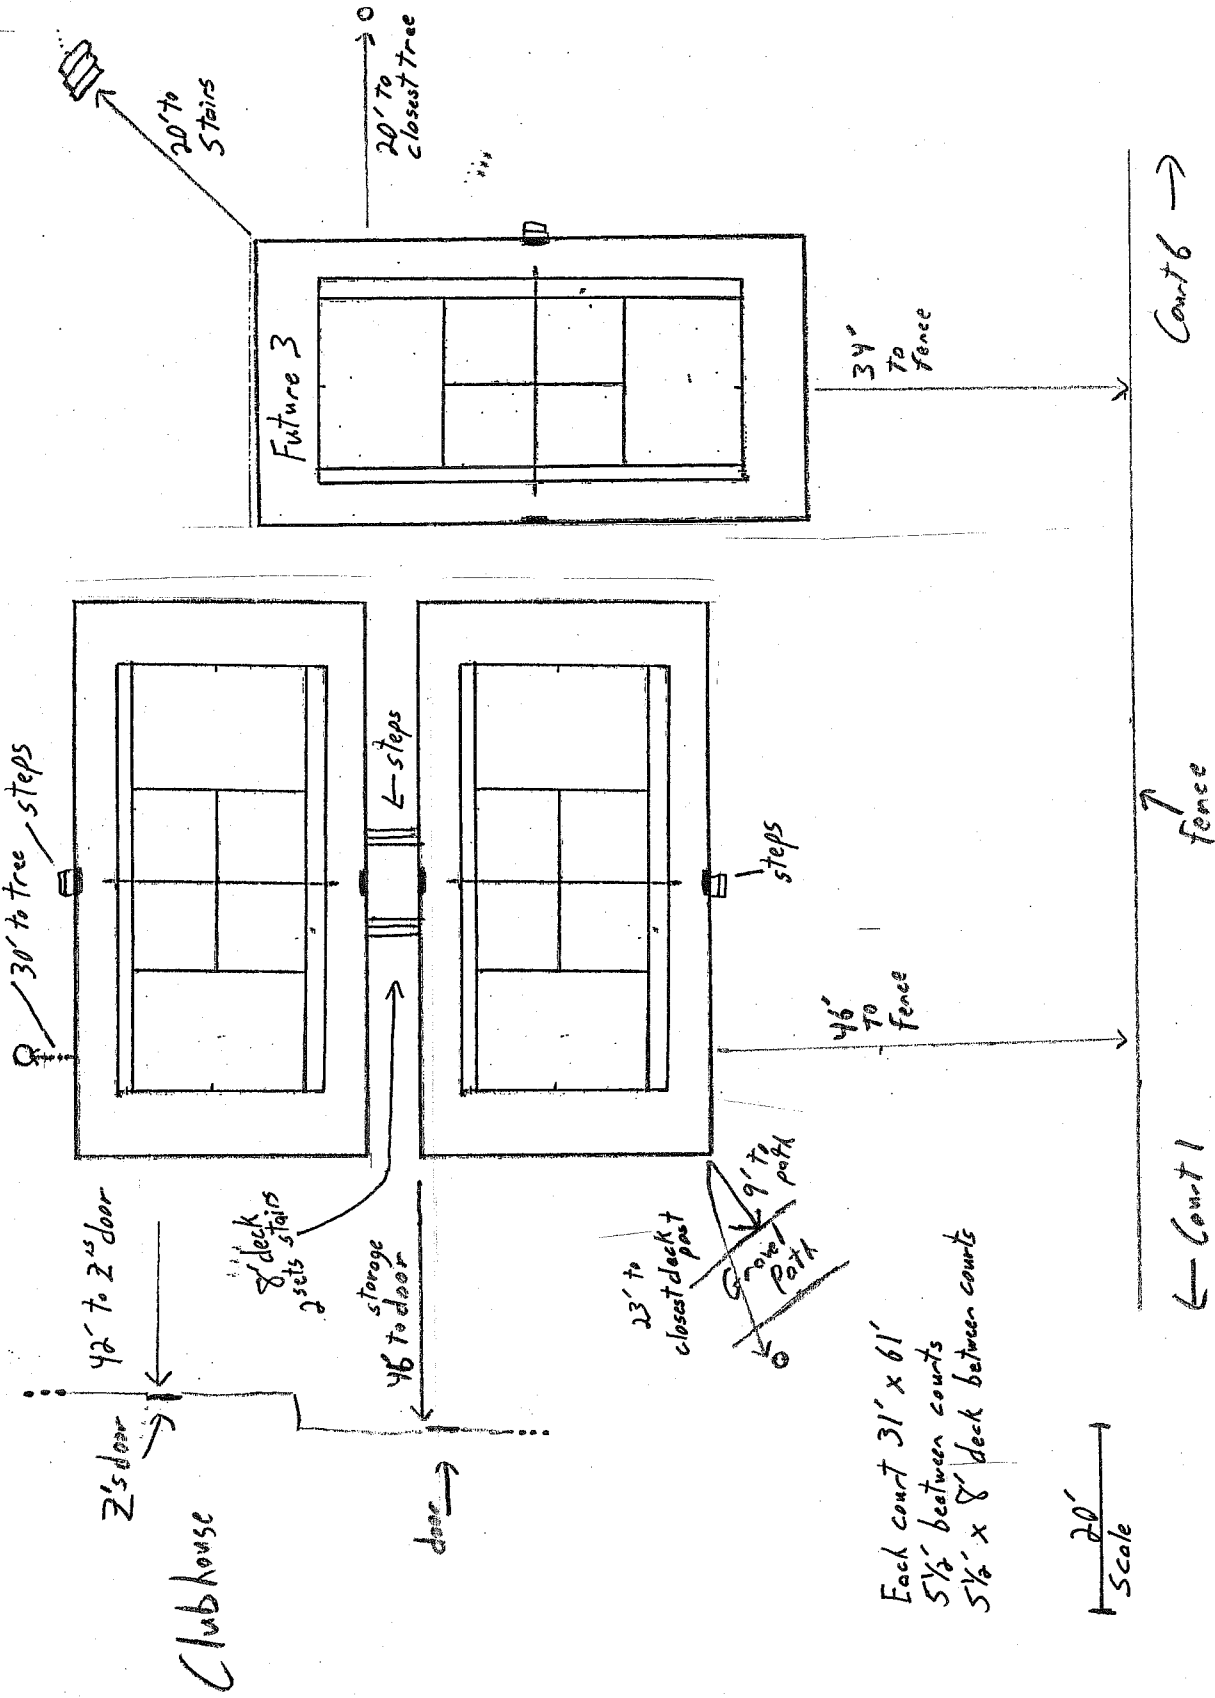 20' to
stairs
20' to
closest tree
Future 3
34'
to
fence
Court 6 →
30' to tree
steps
← steps
steps
46'
to
fence
fence
42' to Z's door
8' deck
2 sets stairs
storage
46 to door
23' to
closest deck
post
9' to
path
Gravel
Path
← Court 1
Z's door
Clubhouse
door →
Each court 31' x 61'
5½' beatween courts
5½' x 8' deck between courts
20'
scale